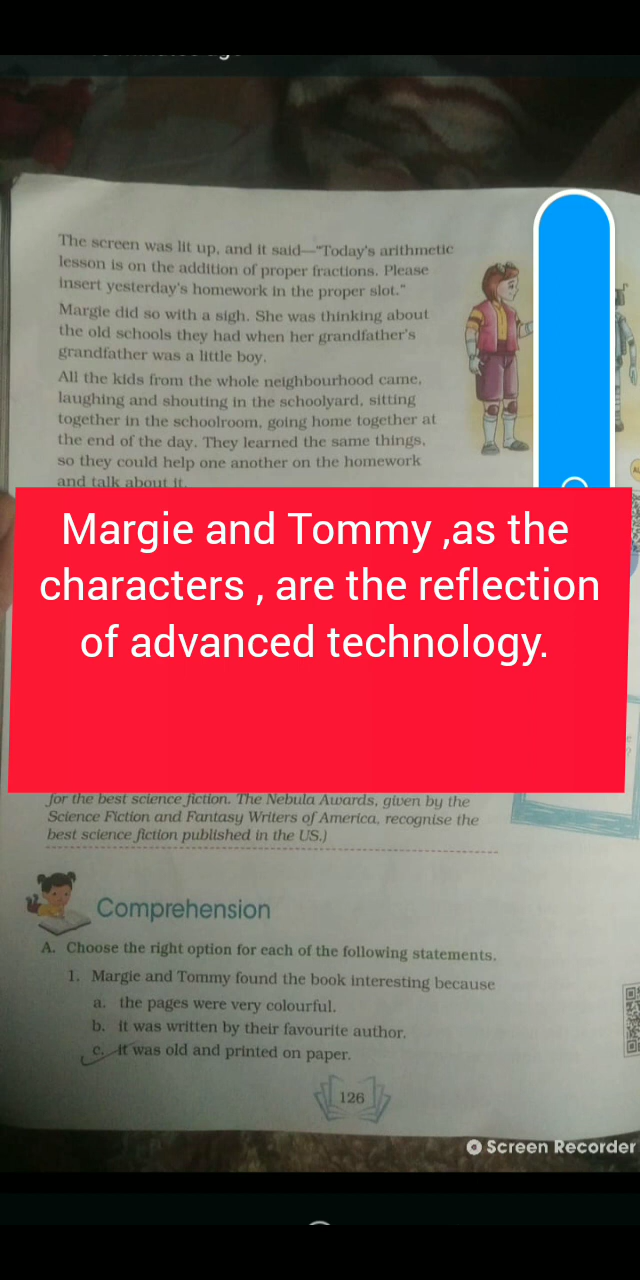 The screen was lit up, and it said—"Today's arithmetic
lesson is on the addition of proper fractions. Please
insert yesterday's homework in the proper slot."
Margie did so with a sigh. She was thinking about
the old schools they had when her grandfather's
grandfather was a little boy.
All the kids from the whole neighbourhood came,
laughing and shouting in the schoolyard, sitting
together in the schoolroom, going home together at
the end of the day. They learned the same things,
so they could help one another on the homework
and talk about it.
Margie and Tommy ,as the
characters , are the reflection
of advanced technology.
for the best science fiction. The Nebula Awards, given by the
Science Fiction and Fantasy Writers of America, recognise the
best science fiction published in the US.)
Comprehension
A. Choose the right option for each of the following statements.
1. Margie and Tommy found the book interesting because
a. the pages were very colourful.
b. it was written by their favourite author.
c. it was old and printed on paper.
126
Screen Recorder